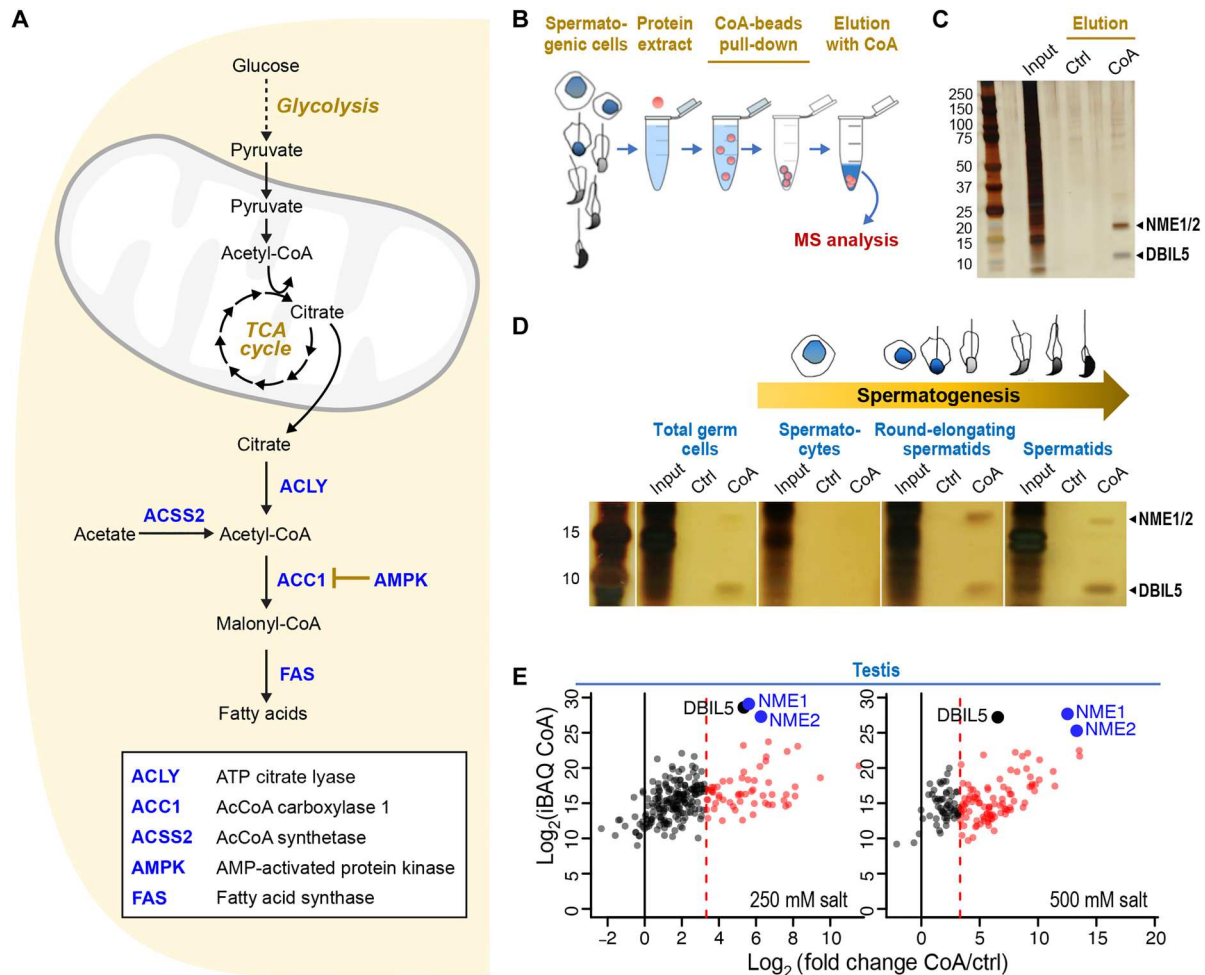 A
Glucose
Glycolysis
Pyruvate
Pyruvate
Acetyl-CoA
Citrate
TCA
cycle
Citrate
ACLY
ACSS2
Acetate
Acetyl-CoA
ACC1
AMPK
Malonyl-CoA
FAS
Fatty acids
ACLY ATP citrate lyase
ACC1 AcCoA carboxylase 1
ACSS2 AcCoA synthetase
AMPK AMP-activated protein kinase
FAS Fatty acid synthase
B
Spermato-
genic cells
Protein
extract
CoA-beads
pull-down
Elution
with CoA
MS analysis
C
Elution
Input
Ctrl
CoA
250
150
100
75
50
37
25
20
15
10
NME1/2
DBIL5
D
Spermatogenesis
Total germ
cells
Spermato-
cytes
Round-elongating
spermatids
Spermatids
Input Ctrl CoA
Input Ctrl CoA
Input Ctrl CoA
Input Ctrl CoA
15
10
NME1/2
DBIL5
E
Testis
Log2(iBAQ CoA)
30
25
20
15
10
5
0
DBIL5
NME1
NME2
250 mM salt
−2 0 2 4 6 8 10
30
25
20
15
10
5
0
DBIL5
NME1
NME2
500 mM salt
0 5 10 15 20
Log2 (fold change CoA/ctrl)